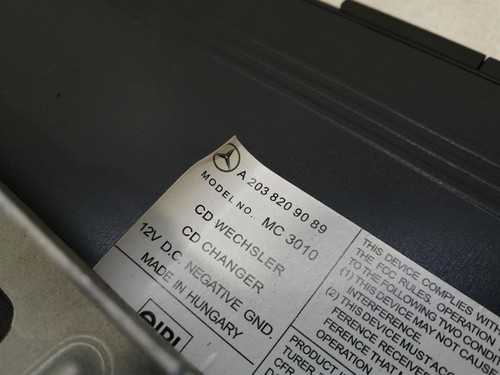 A 203 820 90 89
MODEL NO. MC 3010
CD WECHSLER
CD CHANGER
12V D.C. NEGATIVE GND.
MADE IN HUNGARY
THIS DEVICE COMPLIES WITH
THE FCC RULES. OPERATION
TO THE FOLLOWING TWO
(1) THIS DEVICE MAY NOT CAUSE
INTERFERENCE.
(2) THIS DEVICE MUST
FERENCE RECEIVED
FERENCE THAT
OPERATION.
PRODUCT
TURER
CFR